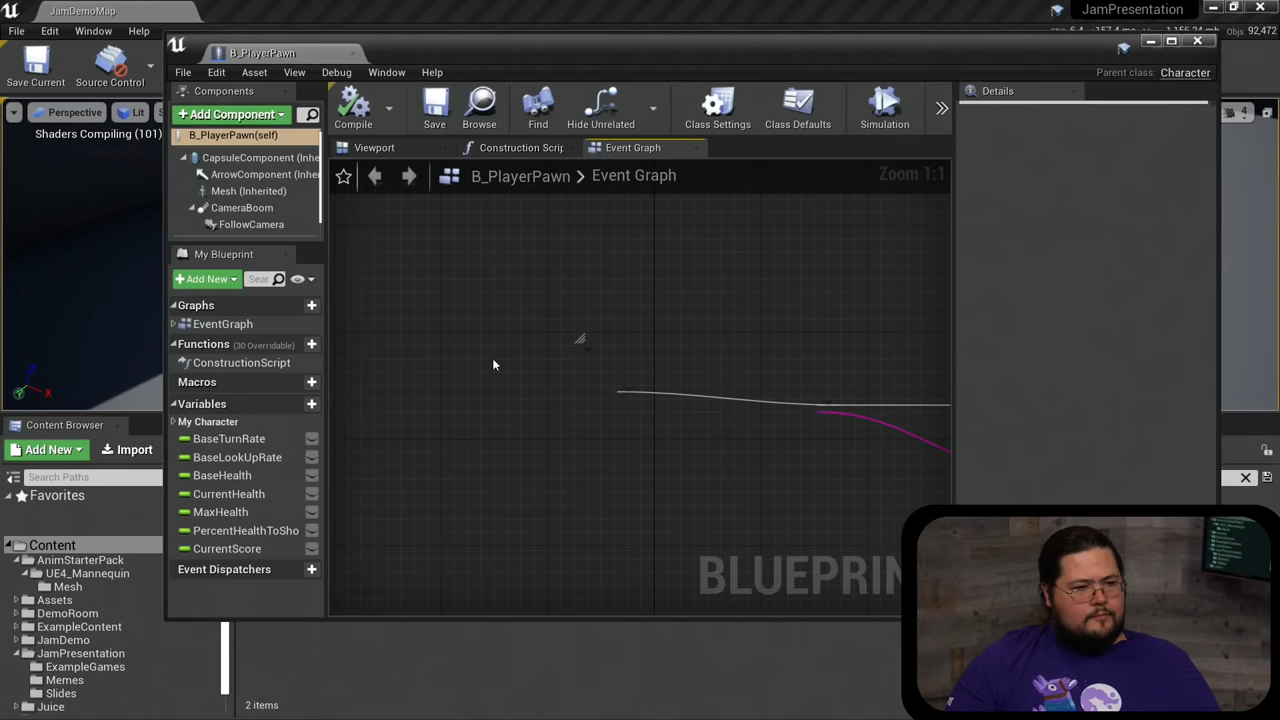 JamDemoMap
JamPresentation
File Edit Window Help
Objs: 92,472
B_PlayerPawn
Save Current
Source Control
File Edit Asset View Debug Window Help
Parent class: Character
Components
+ Add Component
Compile
Save
Browse
Find
Hide Unrelated
Class Settings
Class Defaults
Simulation
Details
Perspective
Lit
4
Shaders Compiling (101)
B_PlayerPawn(self)
Viewport
Construction Scrip
Event Graph
CapsuleComponent (Inhe
ArrowComponent (Inher
Mesh (Inherited)
CameraBoom
FollowCamera
B_PlayerPawn > Event Graph
Zoom 1:1
My Blueprint
+ Add New
Sear
Graphs
EventGraph
Functions (30 Overridable)
ConstructionScript
Macros
Variables
My Character
BaseTurnRate
BaseLookUpRate
BaseHealth
CurrentHealth
MaxHealth
PercentHealthToSho
CurrentScore
Event Dispatchers
X
Content Browser
Add New
Import
Search Paths
Favorites
Content
AnimStarterPack
UE4_Mannequin
Mesh
Assets
DemoRoom
ExampleContent
JamDemo
JamPresentation
ExampleGames
Memes
Slides
Juice
2 items
BLUEPRIN